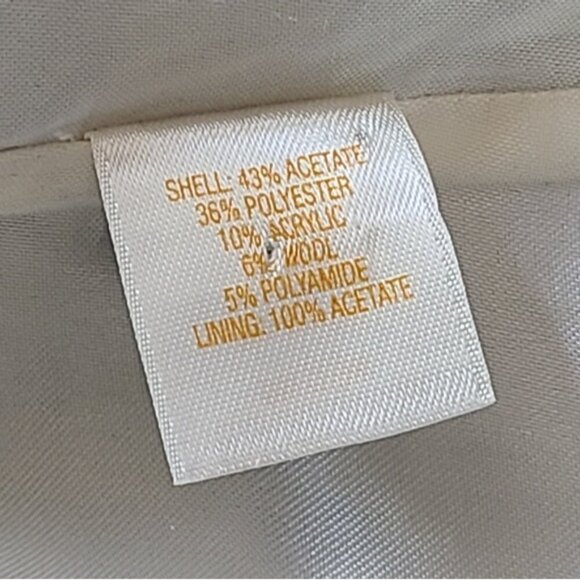 SHELL: 43% ACETATE
36% POLYESTER
10% ACRYLIC
6% WOOL
5% POLYAMIDE
LINING: 100% ACETATE